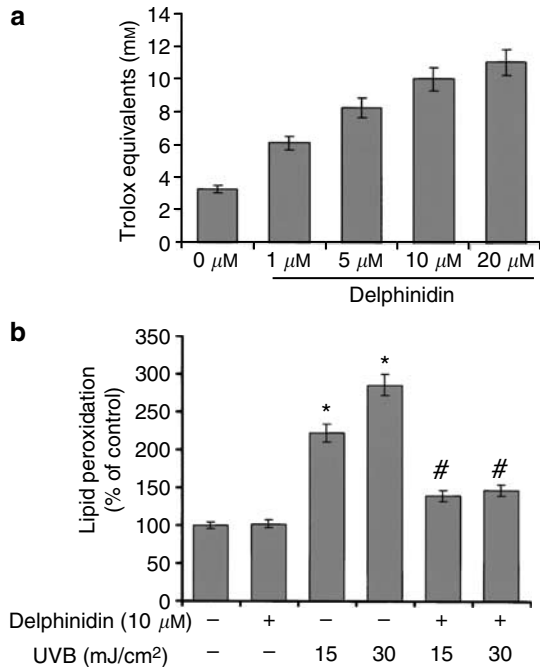 a
Trolox equivalents (mM)
14
12
10
8
6
4
2
0
0 μM 1 μM 5 μM 10 μM 20 μM
Delphinidin
b
Lipid peroxidation
(% of control)
350
300
250
200
150
100
50
0
* * # #
Delphinidin (10 μM) – + – – + +
UVB (mJ/cm²) – – 15 30 15 30